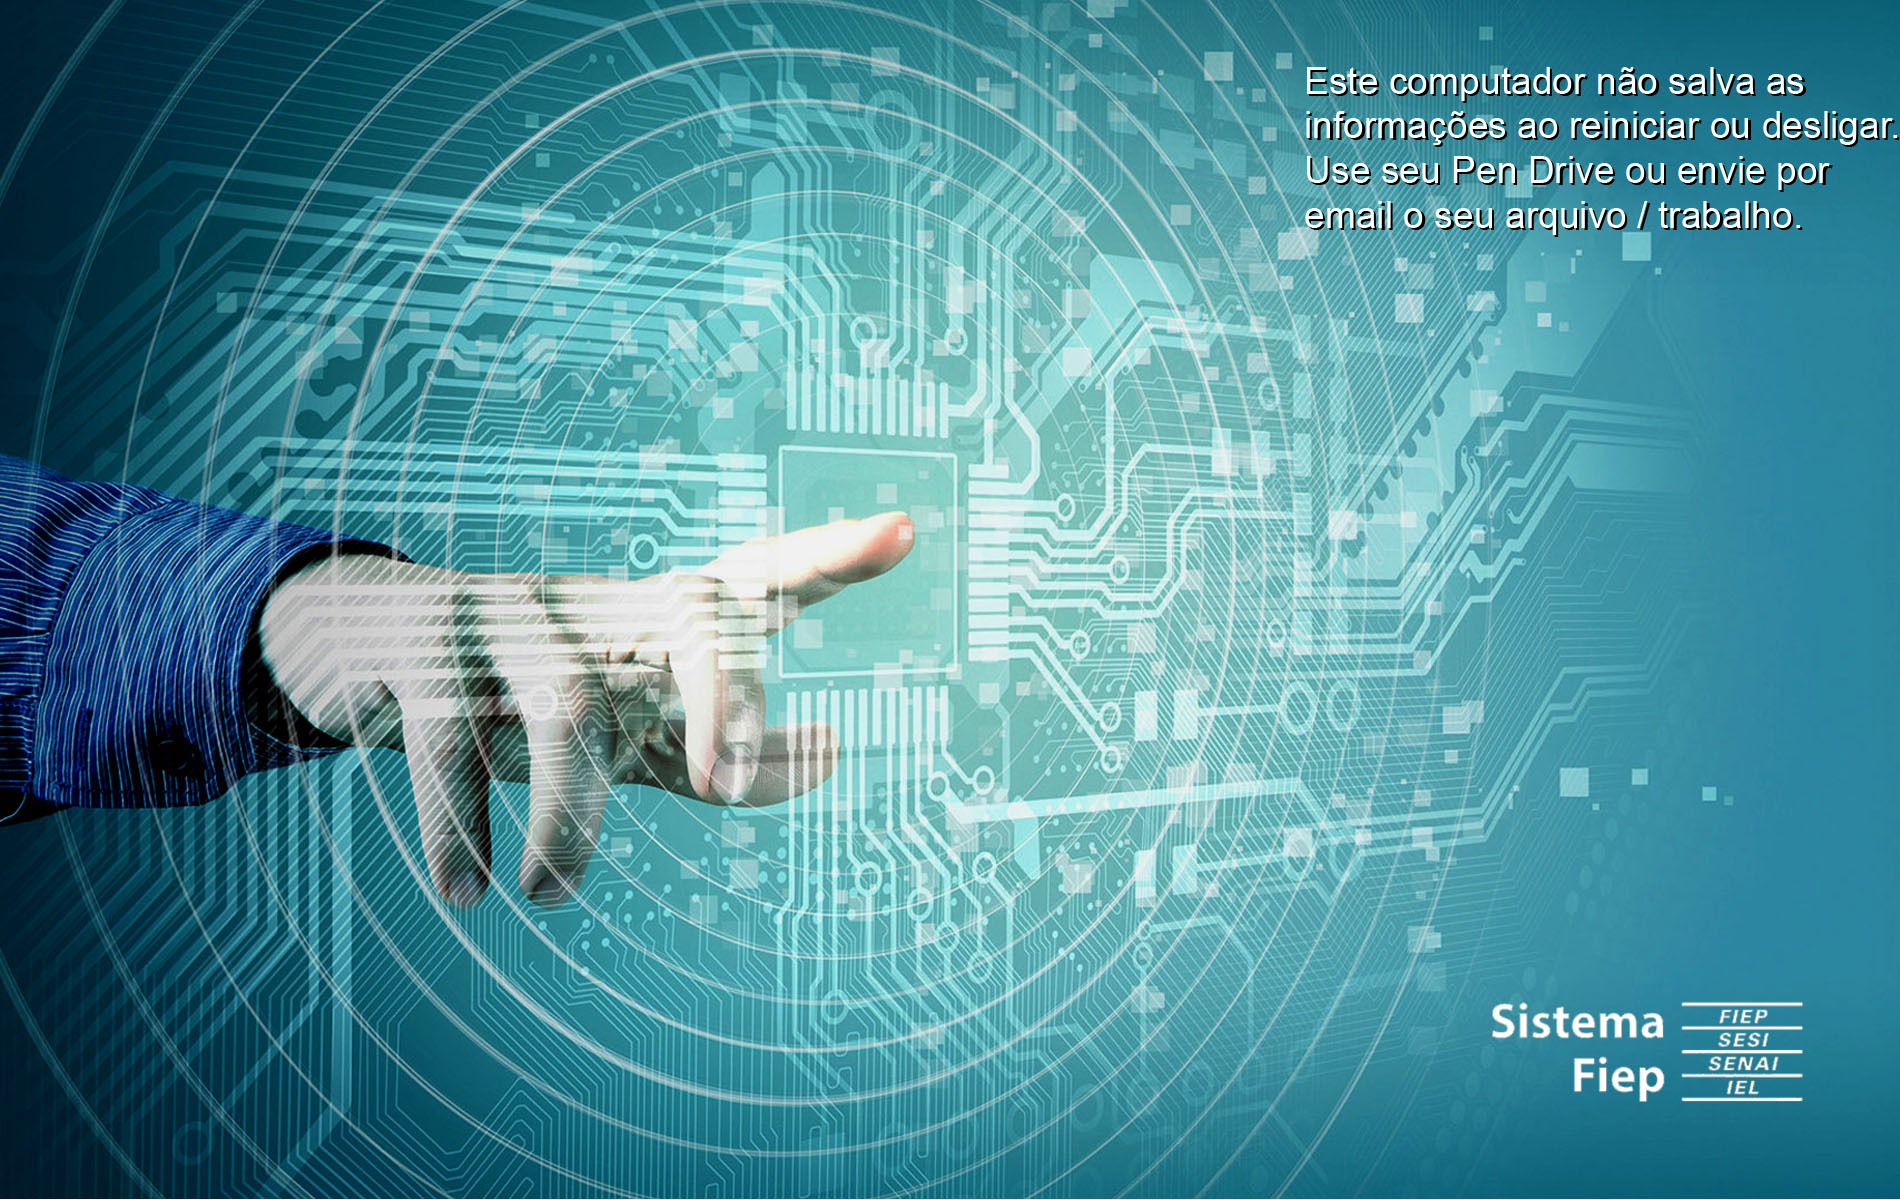 Este computador não salva as
informações ao reiniciar ou desligar.
Use seu Pen Drive ou envie por
email o seu arquivo / trabalho.
Sistema
Fiep
FIEP
SESI
SENAI
IEL